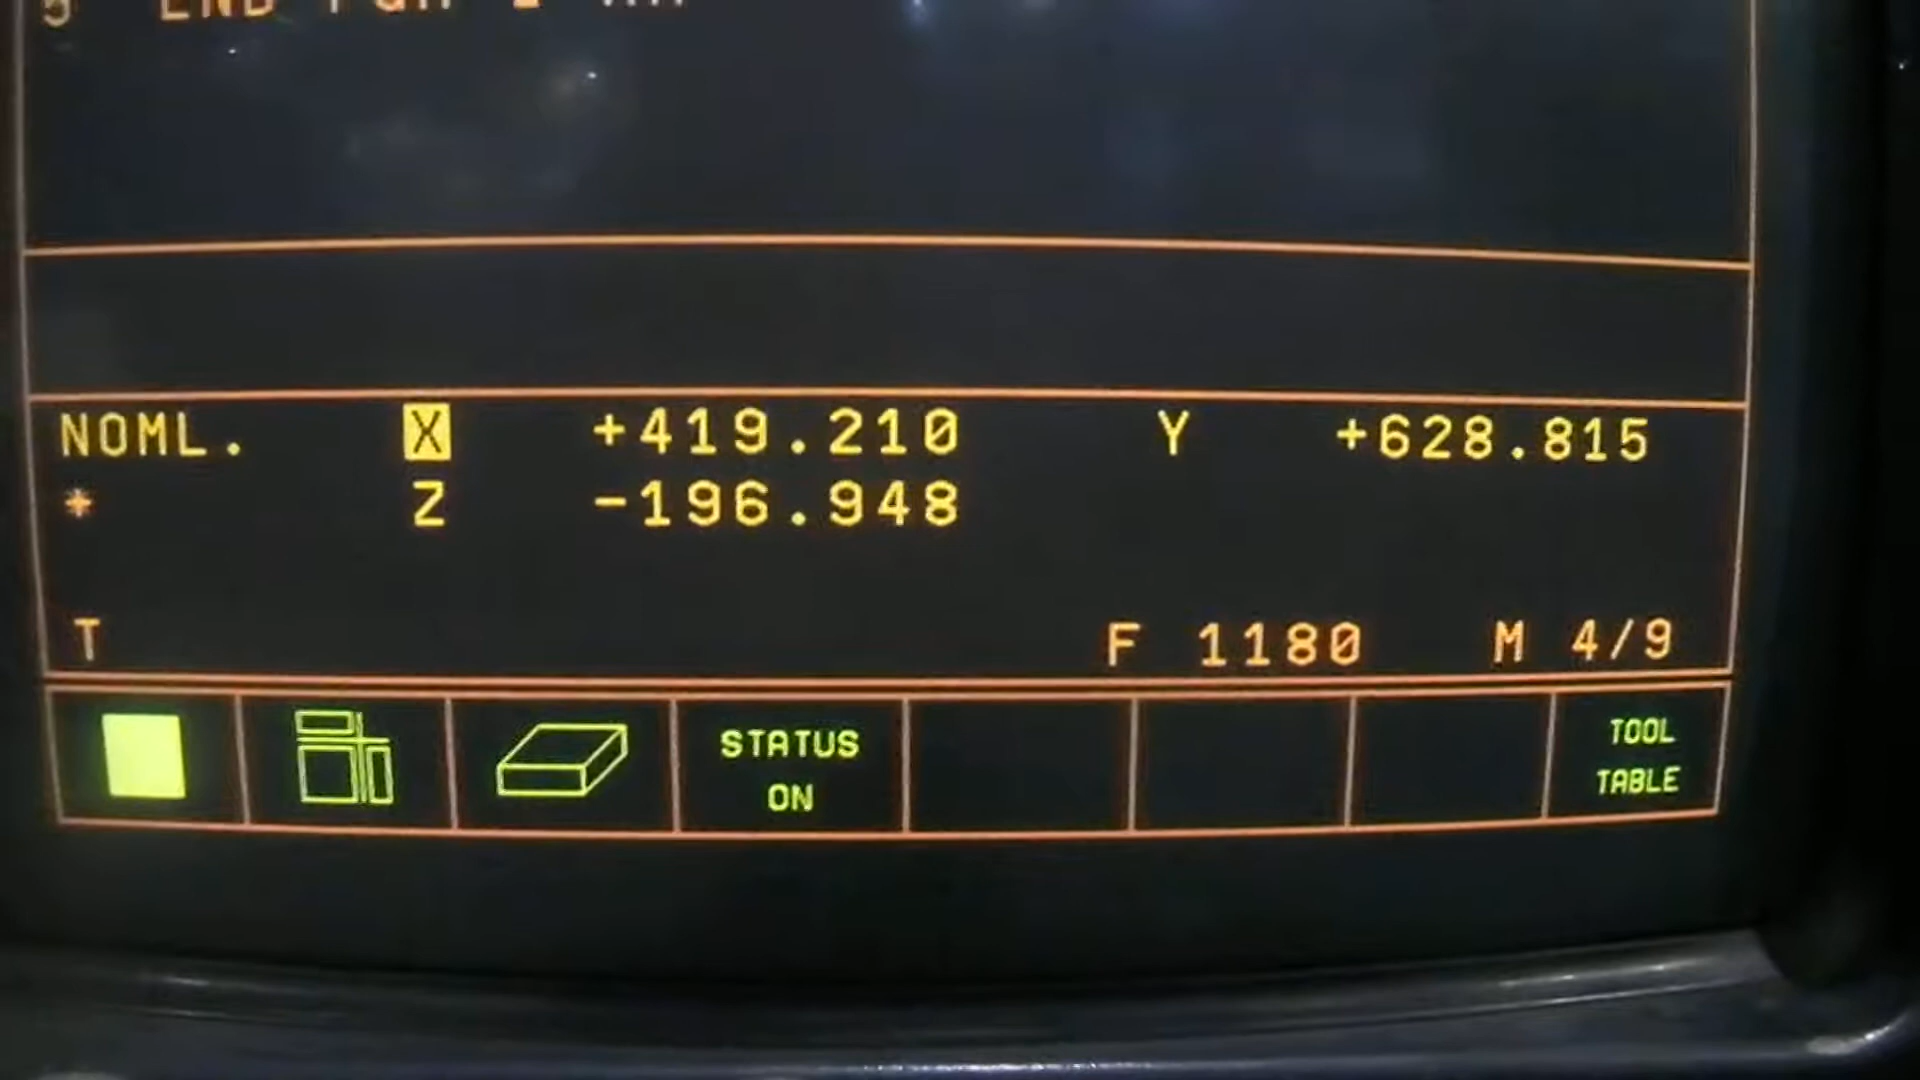 NOML. X +419.210 Y +628.815
* Z -196.948
T F 1180 M 4/9
STATUS ON
TOOL TABLE